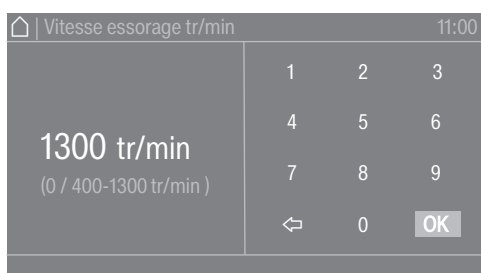 | Vitesse essorage tr/min 11:00
1300 tr/min
(0 / 400-1300 tr/min )
1 2 3
4 5 6
7 8 9
0 OK